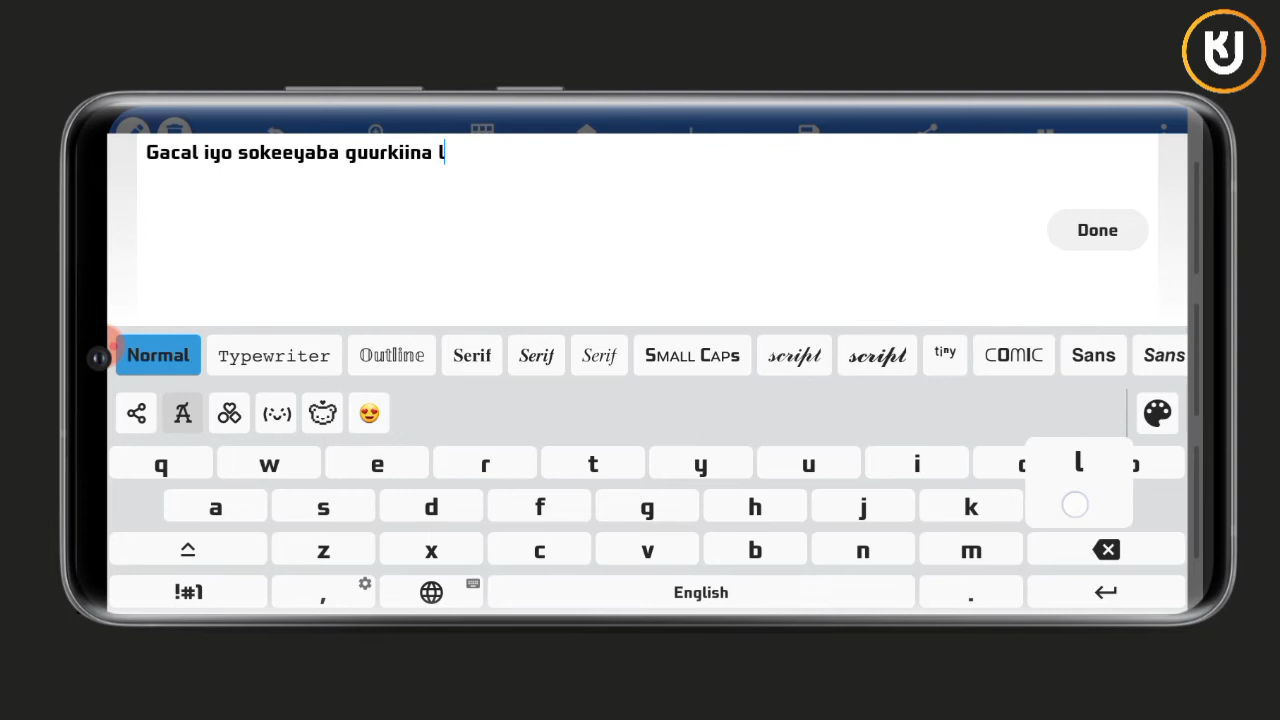 KU
Gacal iyo sokeeyaba guurkiina l
Done
Normal Typewriter Outline Serif Serif Serif Small Caps script script tiny COMIC Sans Sans
q w e r t y u i l
a s d f g h j k
z x c v b n m
!#1 , English .